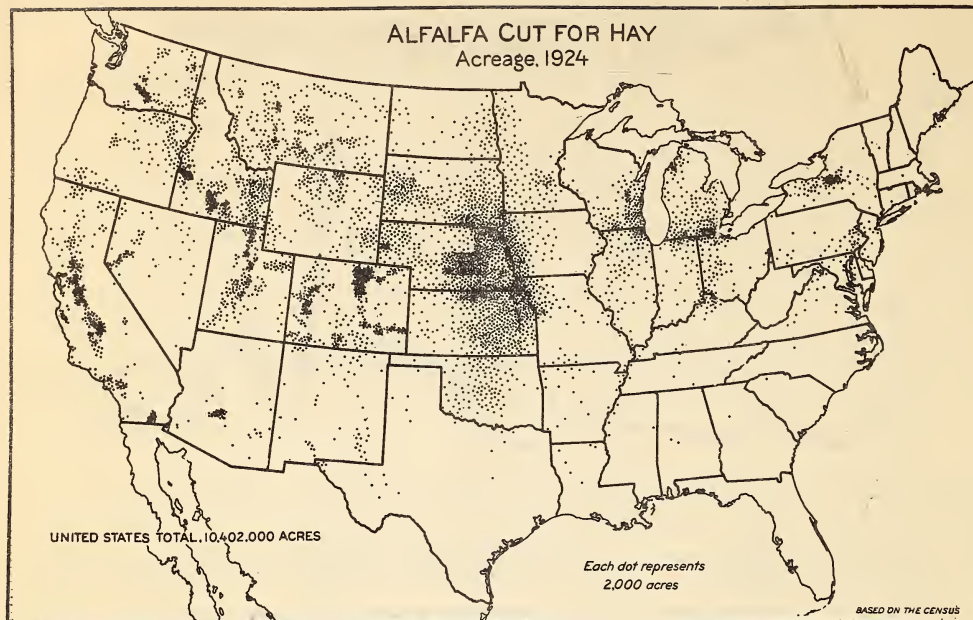 ALFALFA CUT FOR HAY
Acreage, 1924
UNITED STATES TOTAL, 10,402,000 ACRES
Each dot represents
2,000 acres
BASED ON THE CENSUS